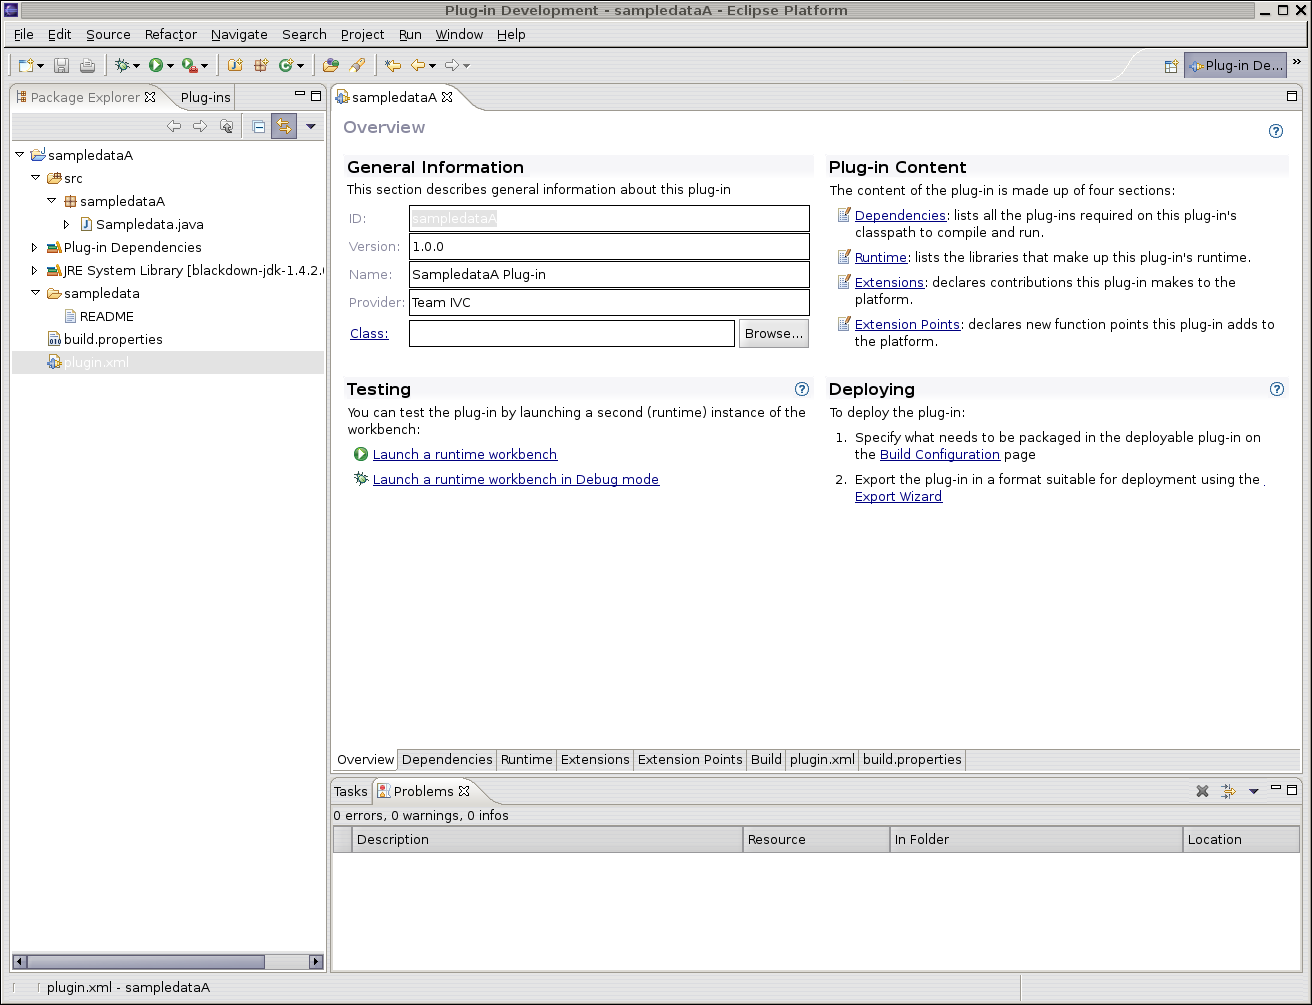 Plug-in Development - sampledataA - Eclipse Platform
File Edit Source Refactor Navigate Search Project Run Window Help
Plug-in De...
Package Explorer
Plug-ins
sampledataA
src
sampledataA
Sampledata.java
Plug-in Dependencies
JRE System Library [blackdown-jdk-1.4.2.
sampledata
README
build.properties
plugin.xml
sampledataA
Overview
General Information
This section describes general information about this plug-in
ID: sampledataA
Version: 1.0.0
Name: SampledataA Plug-in
Provider: Team IVC
Class:
Browse...
Plug-in Content
The content of the plug-in is made up of four sections:
Dependencies: lists all the plug-ins required on this plug-in's
classpath to compile and run.
Runtime: lists the libraries that make up this plug-in's runtime.
Extensions: declares contributions this plug-in makes to the
platform.
Extension Points: declares new function points this plug-in adds to
the platform.
Testing
You can test the plug-in by launching a second (runtime) instance of the
workbench:
Launch a runtime workbench
Launch a runtime workbench in Debug mode
Deploying
To deploy the plug-in:
1. Specify what needs to be packaged in the deployable plug-in on
the Build Configuration page
2. Export the plug-in in a format suitable for deployment using the .
Export Wizard
Overview Dependencies Runtime Extensions Extension Points Build plugin.xml build.properties
Tasks Problems
0 errors, 0 warnings, 0 infos
Description Resource In Folder Location
plugin.xml - sampledataA